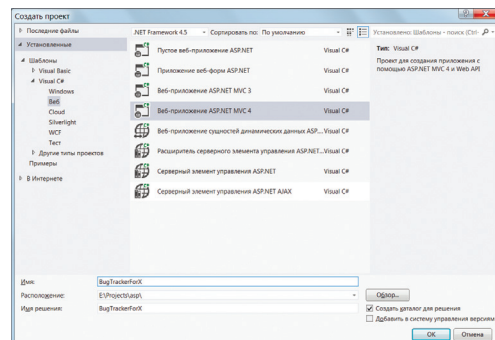 Создать проект
Последние файлы
.NET Framework 4.5 Сортировать по: По умолчанию
Установлено: Шаблоны - поиск (Ctrl-
Установленные
Шаблоны
Visual Basic
Visual C#
Windows
Веб
Cloud
Silverlight
WCF
Тест
Другие типы проектов
Примеры
В Интернете
Пустое веб-приложение ASP.NET Visual C#
Приложение веб-форм ASP.NET Visual C#
Веб-приложение ASP.NET MVC 3 Visual C#
Веб-приложение ASP.NET MVC 4 Visual C#
Веб-приложение сущностей динамических данных ASP.... Visual C#
Расширитель серверного элемента управления ASP.NET... Visual C#
Серверный элемент управления ASP.NET Visual C#
Серверный элемент управления ASP.NET AJAX Visual C#
Тип: Visual C#
Проект для создания приложения с
помощью ASP.NET MVC 4 и Web API
Имя: BugTrackerForX
Расположение: E:\Projects\asp\ Обзор...
Имя решения: BugTrackerForX
Создать каталог для решения
Добавить в систему управления версиями
OK Отмена